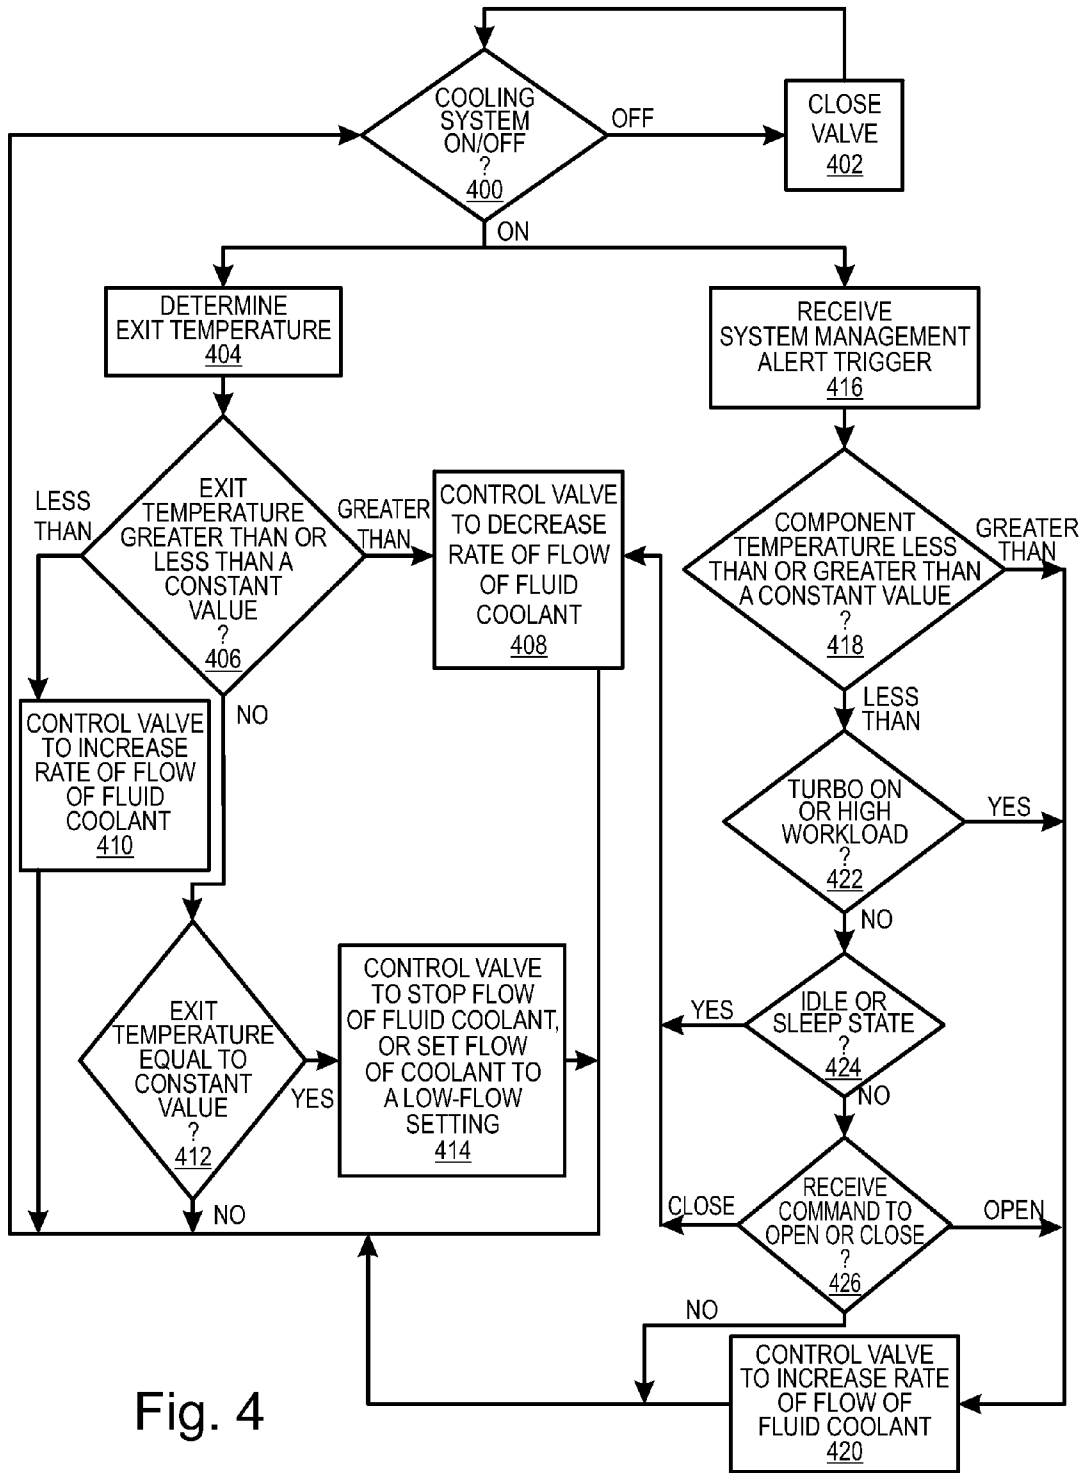 COOLING
SYSTEM
ON/OFF
?
400
OFF
CLOSE
VALVE
402
ON
DETERMINE
EXIT TEMPERATURE
404
RECEIVE
SYSTEM MANAGEMENT
ALERT TRIGGER
416
LESS
THAN
EXIT
TEMPERATURE
GREATER THAN OR
LESS THAN A
CONSTANT
VALUE
?
406
GREATER
THAN
NO
CONTROL VALVE
TO DECREASE
RATE OF FLOW
OF FLUID
COOLANT
408
COMPONENT
TEMPERATURE LESS
THAN OR GREATER THAN
A CONSTANT VALUE
?
418
GREATER
THAN
LESS
THAN
CONTROL VALVE
TO INCREASE
RATE OF FLOW
OF FLUID
COOLANT
410
TURBO ON
OR HIGH
WORKLOAD
?
422
YES
NO
EXIT
TEMPERATURE
EQUAL TO
CONSTANT
VALUE
?
412
YES
NO
CONTROL VALVE
TO STOP FLOW
OF FLUID COOLANT,
OR SET FLOW
OF COOLANT TO
A LOW-FLOW
SETTING
414
IDLE OR
SLEEP STATE
?
424
YES
NO
RECEIVE
COMMAND TO
OPEN OR CLOSE
?
426
CLOSE
OPEN
NO
CONTROL VALVE
TO INCREASE RATE
OF FLOW OF
FLUID COOLANT
420
Fig. 4